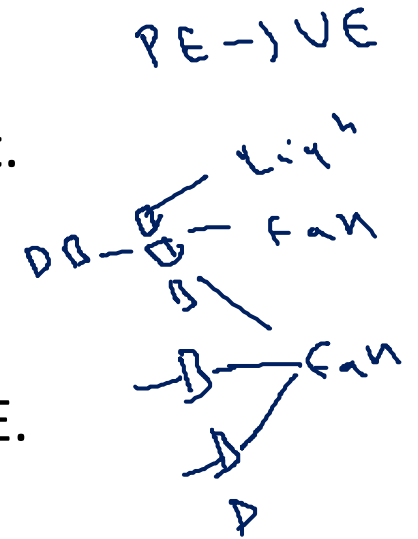 PE → VE
E.
Ligh
DB Fan
Fan
E.
D